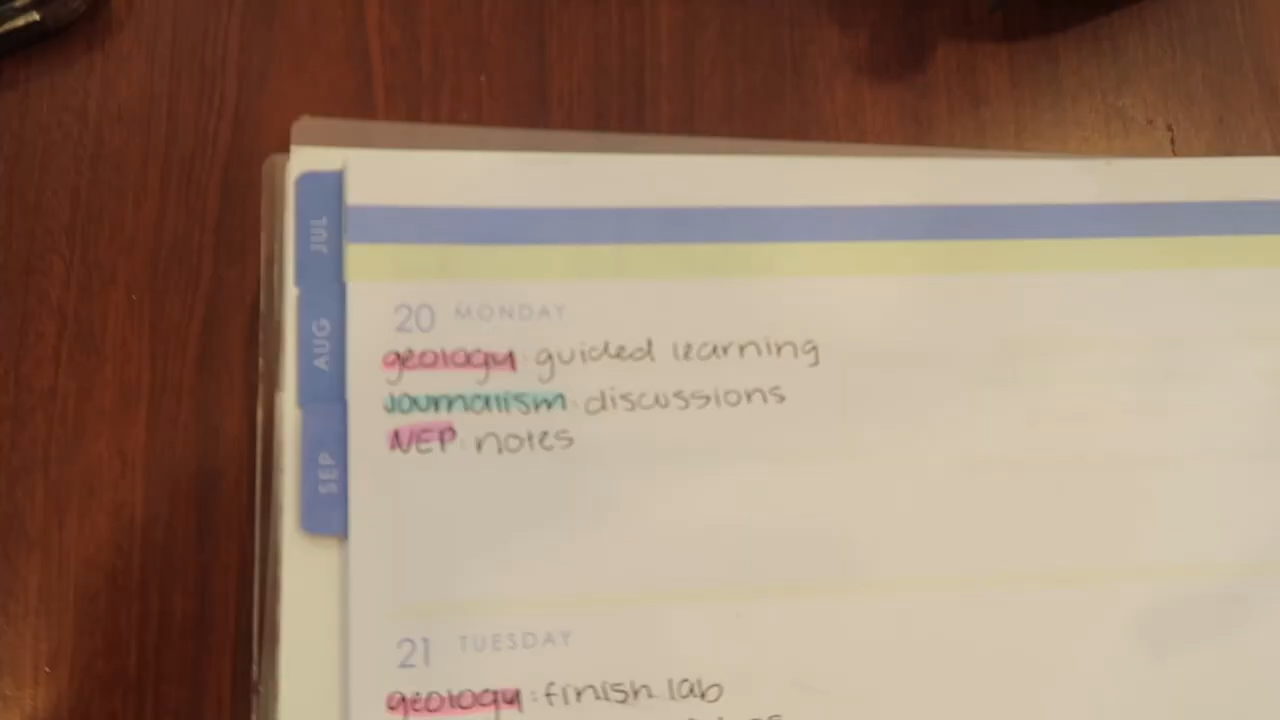 JUL
AUG
SEP
20 MONDAY
geology: guided learning
Journalism: discussions
NEP: notes
21 TUESDAY
geology: finish lab